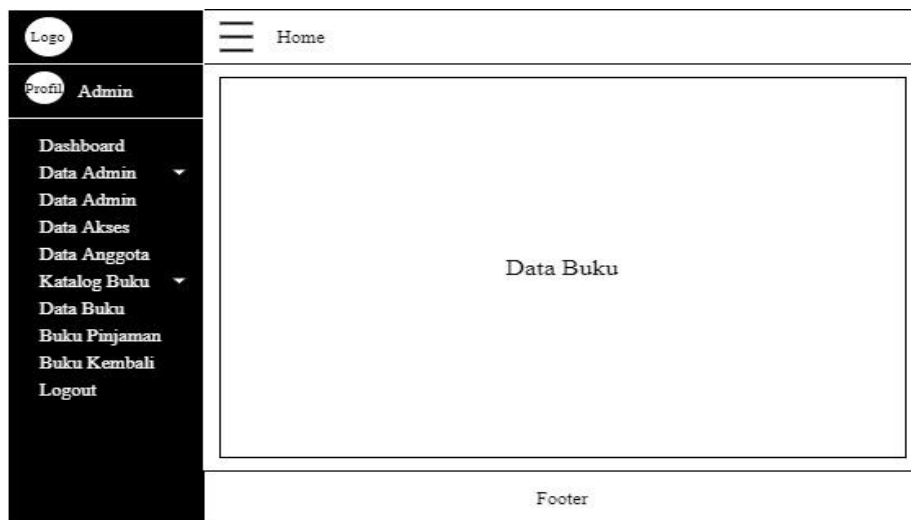 Logo
Home
Profil
Admin
Dashboard
Data Admin
Data Admin
Data Akses
Data Anggota
Katalog Buku
Data Buku
Buku Pinjaman
Buku Kembali
Logout
Data Buku
Footer